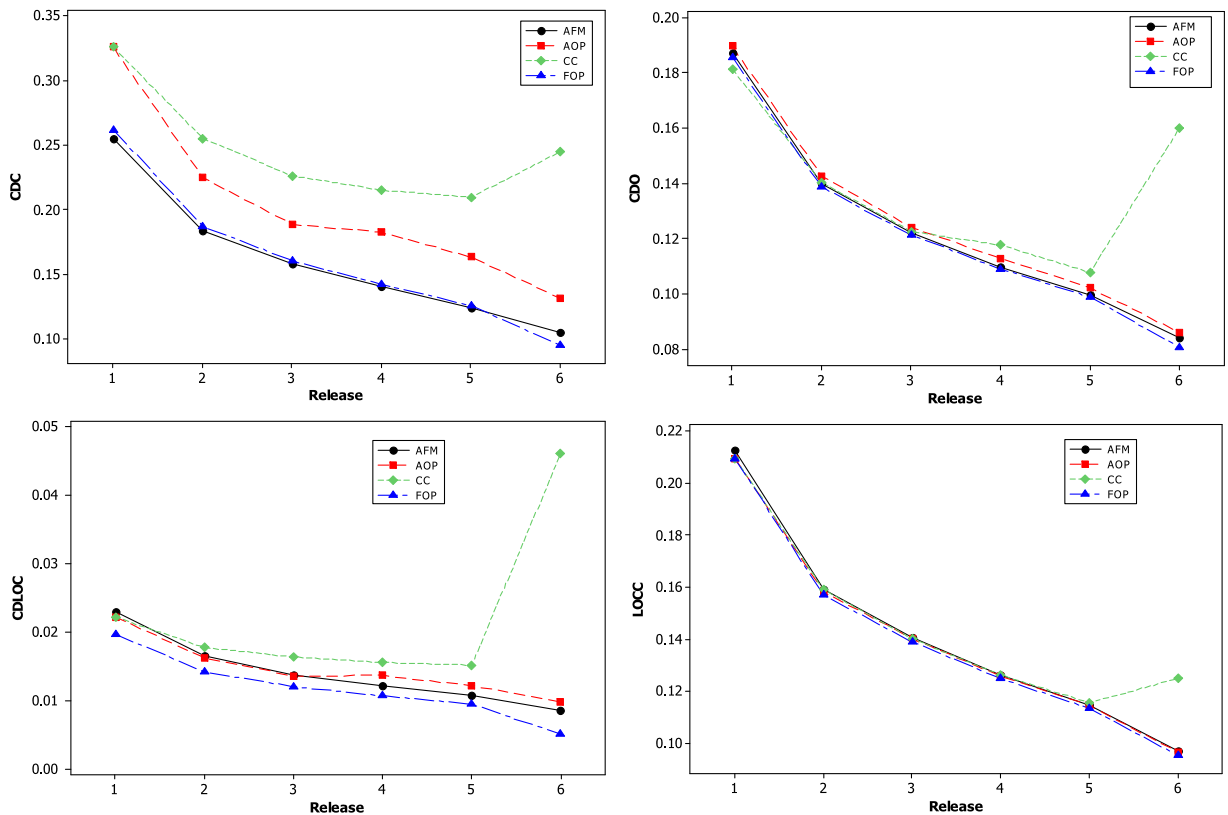 0.35
0.30
0.25
0.20
0.15
0.10
CDC
AFM
AOP
CC
FOP
1 2 3 4 5 6
Release
0.20
0.18
0.16
0.14
0.12
0.10
0.08
CDO
AFM
AOP
CC
FOP
1 2 3 4 5 6
Release
0.05
0.04
0.03
0.02
0.01
0.00
CDLOC
AFM
AOP
CC
FOP
1 2 3 4 5 6
Release
0.22
0.20
0.18
0.16
0.14
0.12
0.10
LOCC
AFM
AOP
CC
FOP
1 2 3 4 5 6
Release